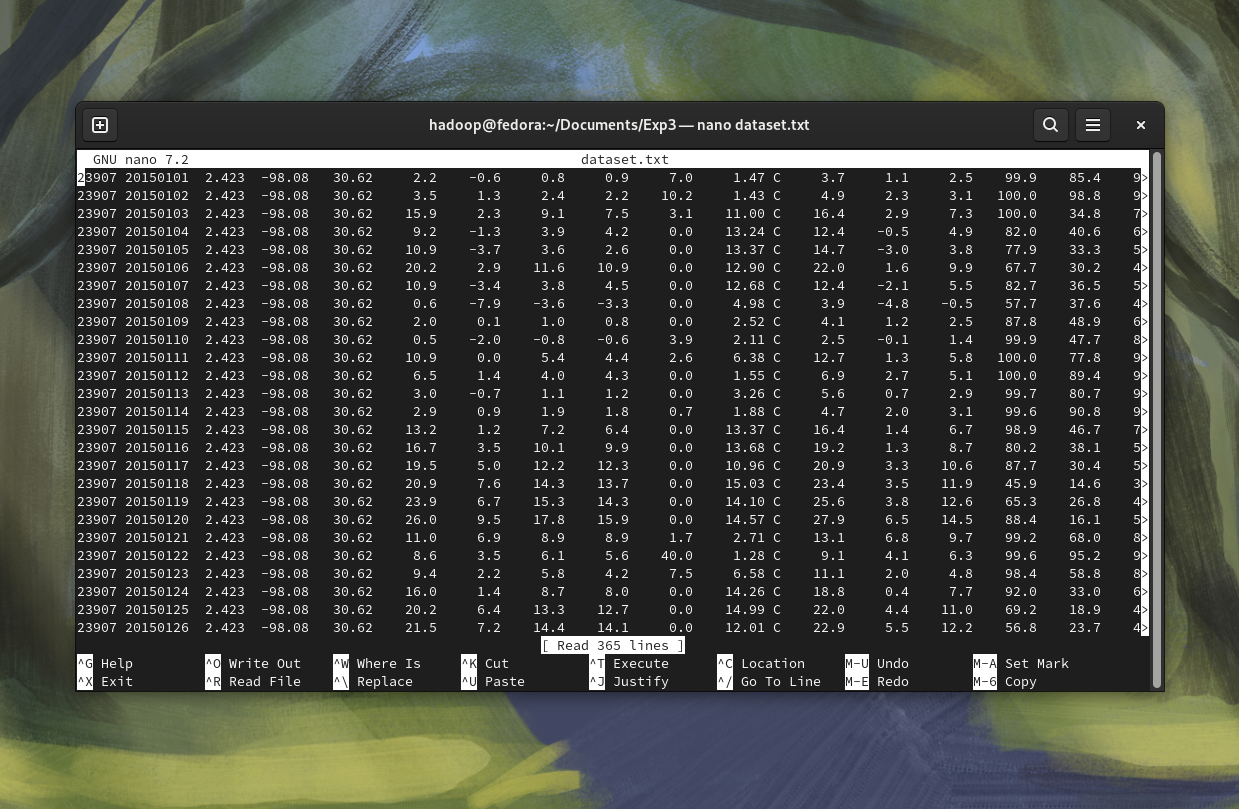 hadoop@fedora:~/Documents/Exp3 — nano dataset.txt
GNU nano 7.2 dataset.txt
23907 20150101 2.423 -98.08 30.62 2.2 -0.6 0.8 0.9 7.0 1.47 C 3.7 1.1 2.5 99.9 85.4 9>
23907 20150102 2.423 -98.08 30.62 3.5 1.3 2.4 2.2 10.2 1.43 C 4.9 2.3 3.1 100.0 98.8 9>
23907 20150103 2.423 -98.08 30.62 15.9 2.3 9.1 7.5 3.1 11.00 C 16.4 2.9 7.3 100.0 34.8 7>
23907 20150104 2.423 -98.08 30.62 9.2 -1.3 3.9 4.2 0.0 13.24 C 12.4 -0.5 4.9 82.0 40.6 6>
23907 20150105 2.423 -98.08 30.62 10.9 -3.7 3.6 2.6 0.0 13.37 C 14.7 -3.0 3.8 77.9 33.3 5>
23907 20150106 2.423 -98.08 30.62 20.2 2.9 11.6 10.9 0.0 12.90 C 22.0 1.6 9.9 67.7 30.2 4>
23907 20150107 2.423 -98.08 30.62 10.9 -3.4 3.8 4.5 0.0 12.68 C 12.4 -2.1 5.5 82.7 36.5 5>
23907 20150108 2.423 -98.08 30.62 0.6 -7.9 -3.6 -3.3 0.0 4.98 C 3.9 -4.8 -0.5 57.7 37.6 4>
23907 20150109 2.423 -98.08 30.62 2.0 0.1 1.0 0.8 0.0 2.52 C 4.1 1.2 2.5 87.8 48.9 6>
23907 20150110 2.423 -98.08 30.62 0.5 -2.0 -0.8 -0.6 3.9 2.11 C 2.5 -0.1 1.4 99.9 47.7 8>
23907 20150111 2.423 -98.08 30.62 10.9 0.0 5.4 4.4 2.6 6.38 C 12.7 1.3 5.8 100.0 77.8 9>
23907 20150112 2.423 -98.08 30.62 6.5 1.4 4.0 4.3 0.0 1.55 C 6.9 2.7 5.1 100.0 89.4 9>
23907 20150113 2.423 -98.08 30.62 3.0 -0.7 1.1 1.2 0.0 3.26 C 5.6 0.7 2.9 99.7 80.7 9>
23907 20150114 2.423 -98.08 30.62 2.9 0.9 1.9 1.8 0.7 1.88 C 4.7 2.0 3.1 99.6 90.8 9>
23907 20150115 2.423 -98.08 30.62 13.2 1.2 7.2 6.4 0.0 13.37 C 16.4 1.4 6.7 98.9 46.7 7>
23907 20150116 2.423 -98.08 30.62 16.7 3.5 10.1 9.9 0.0 13.68 C 19.2 1.3 8.7 80.2 38.1 5>
23907 20150117 2.423 -98.08 30.62 19.5 5.0 12.2 12.3 0.0 10.96 C 20.9 3.3 10.6 87.7 30.4 5>
23907 20150118 2.423 -98.08 30.62 20.9 7.6 14.3 13.7 0.0 15.03 C 23.4 3.5 11.9 45.9 14.6 3>
23907 20150119 2.423 -98.08 30.62 23.9 6.7 15.3 14.3 0.0 14.10 C 25.6 3.8 12.6 65.3 26.8 4>
23907 20150120 2.423 -98.08 30.62 26.0 9.5 17.8 15.9 0.0 14.57 C 27.9 6.5 14.5 88.4 16.1 5>
23907 20150121 2.423 -98.08 30.62 11.0 6.9 8.9 8.9 1.7 2.71 C 13.1 6.8 9.7 99.2 68.0 8>
23907 20150122 2.423 -98.08 30.62 8.6 3.5 6.1 5.6 40.0 1.28 C 9.1 4.1 6.3 99.6 95.2 9>
23907 20150123 2.423 -98.08 30.62 9.4 2.2 5.8 4.2 7.5 6.58 C 11.1 2.0 4.8 98.4 58.8 8>
23907 20150124 2.423 -98.08 30.62 16.0 1.4 8.7 8.0 0.0 14.26 C 18.8 0.4 7.7 92.0 33.0 6>
23907 20150125 2.423 -98.08 30.62 20.2 6.4 13.3 12.7 0.0 14.99 C 22.0 4.4 11.0 69.2 18.9 4>
23907 20150126 2.423 -98.08 30.62 21.5 7.2 14.4 14.1 0.0 12.01 C 22.9 5.5 12.2 56.8 23.7 4>
[ Read 365 lines ]
^G Help ^O Write Out ^W Where Is ^K Cut ^T Execute ^C Location M-U Undo M-A Set Mark
^X Exit ^R Read File ^\ Replace ^U Paste ^J Justify ^/ Go To Line M-E Redo M-6 Copy